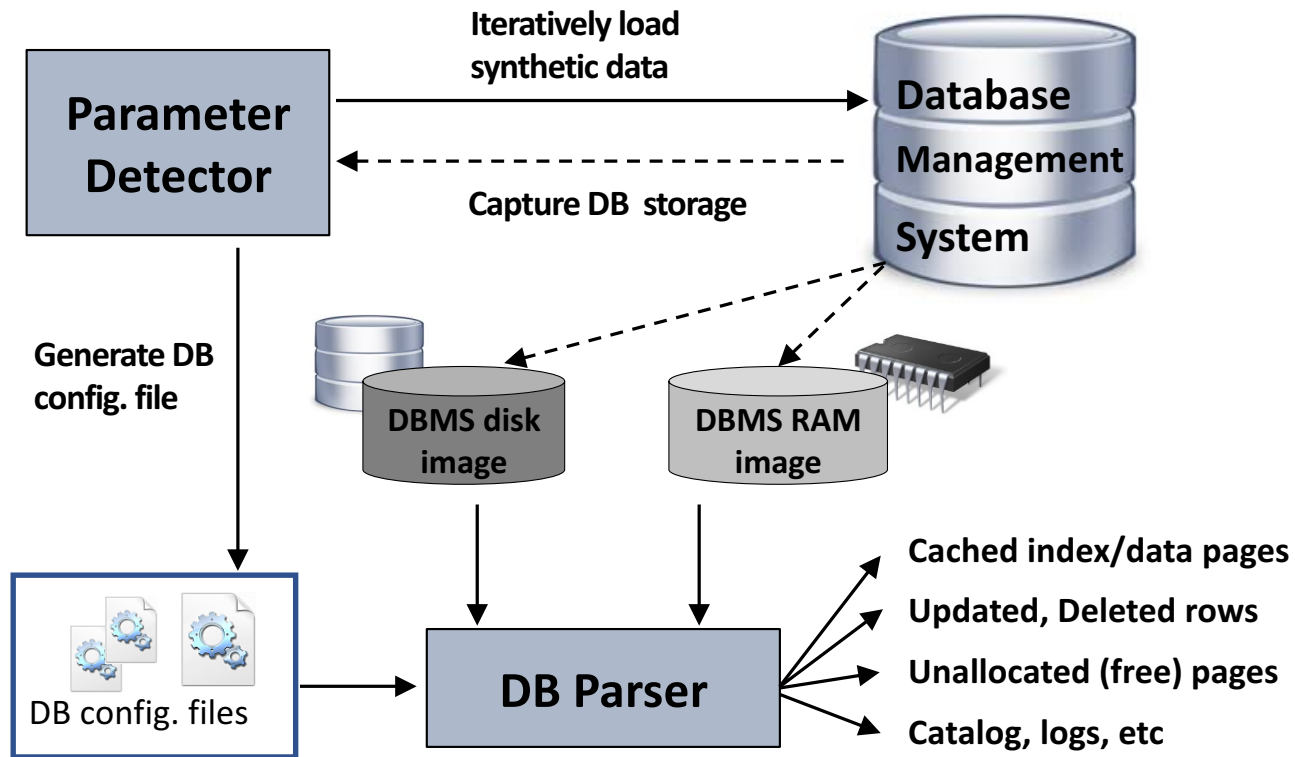 Iteratively load
synthetic data
Parameter
Detector
Database
Management
System
Capture DB storage
Generate DB
config. file
DBMS disk
image
DBMS RAM
image
Cached index/data pages
Updated, Deleted rows
Unallocated (free) pages
Catalog, logs, etc
DB Parser
DB config. files